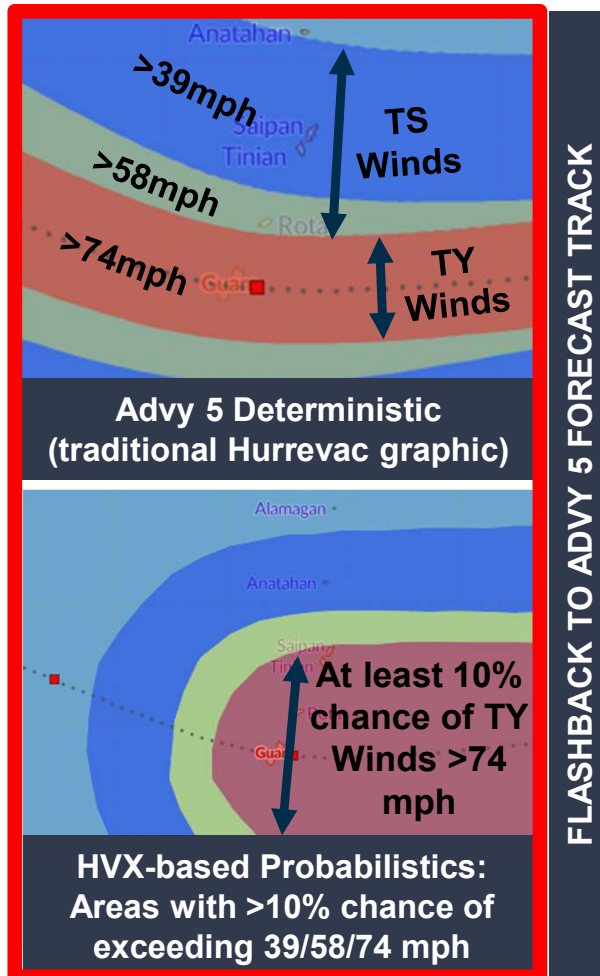 Anatahan
>39mph
Saipan
Tinian
TS
Winds
>58mph
Rota
>74mph
Guam
TY
Winds
Advy 5 Deterministic
(traditional Hurrevac graphic)
Alamagan
Anatahan
Saipan
At least 10%
chance of TY
Guam
Winds >74
mph
HVX-based Probabilistics:
Areas with >10% chance of
exceeding 39/58/74 mph
FLASHBACK TO ADVY 5 FORECAST TRACK